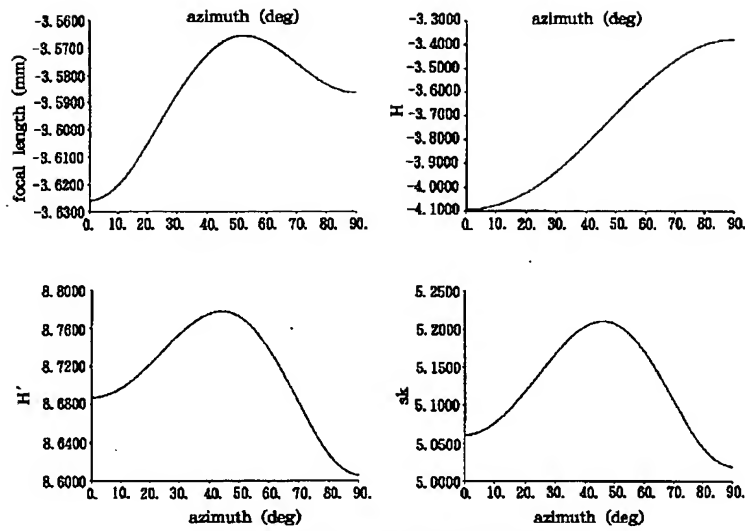 azimuth (deg)
-3.5600
-3.5700
-3.5800
-3.5900
-3.6000
-3.6100
-3.6200
-3.6300
focal length (mm)
0. 10. 20. 30. 40. 50. 60. 70. 80. 90.
azimuth (deg)
-3.3000
-3.4000
-3.5000
-3.6000
-3.7000
-3.8000
-3.9000
-4.0000
-4.1000
H
0. 10. 20. 30. 40. 50. 60. 70. 80. 90.
8.8000
8.7600
8.7200
8.6800
8.6400
8.6000
H′
0. 10. 20. 30. 40. 50. 60. 70. 80. 90.
azimuth (deg)
5.2500
5.2000
5.1500
5.1000
5.0500
5.0000
sk
0. 10. 20. 30. 40. 50. 60. 70. 80. 90.
azimuth (deg)